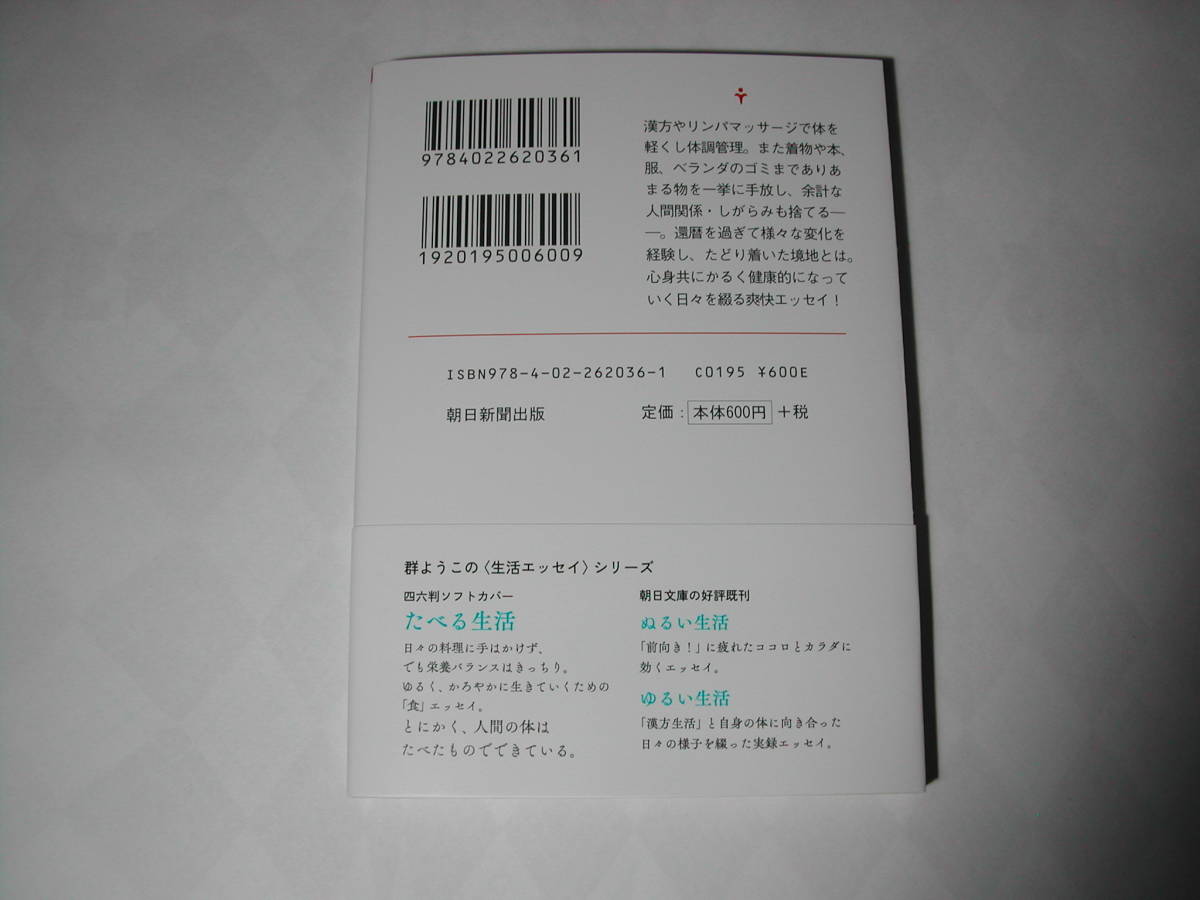 9784022620361
1920195006009
漢方やリンパマッサージで体を
軽くし体調管理。また着物や本、
服、ベランダのゴミまでありあ
まる物を一挙に手放し、余計な
人間関係・しがらみも捨てる—
—。還暦を過ぎて様々な変化を
経験し、たどり着いた境地とは。
心身共にかるく健康的になって
いく日々を綴る爽快エッセイ！
ISBN978-4-02-262036-1 C0195 ¥600E
朝日新聞出版 定価：本体600円＋税
群ようこの〈生活エッセイ〉シリーズ
四六判ソフトカバー
たべる生活
日々の料理に手はかけず、
でも栄養バランスはきっちり。
ゆるく、かろやかに生きていくための
「食」エッセイ。
とにかく、人間の体は
たべたものでできている。
朝日文庫の好評既刊
ぬるい生活
「前向き！」に疲れたココロとカラダに
効くエッセイ。
ゆるい生活
「漢方生活」と自身の体に向き合った
日々の様子を綴った実録エッセイ。